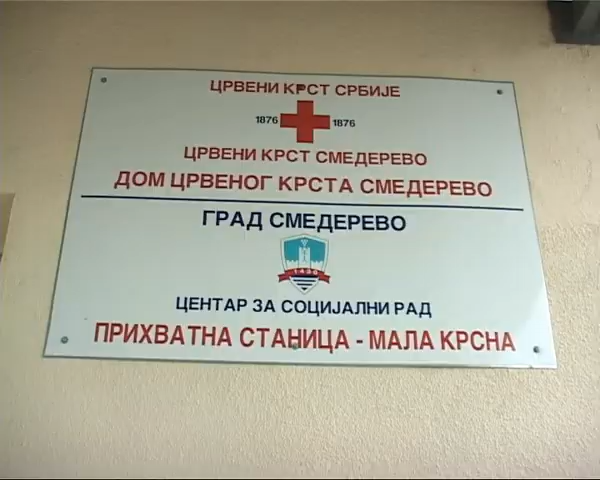 ЦРВЕНИ КРСТ СРБИЈЕ
1876 1876
ЦРВЕНИ КРСТ СМЕДЕРЕВО
ДОМ ЦРВЕНОГ КРСТА СМЕДЕРЕВО
ГРАД СМЕДЕРЕВО
1430
ЦЕНТАР ЗА СОЦИЈАЛНИ РАД
ПРИХВАТНА СТАНИЦА - МАЛА КРСНА